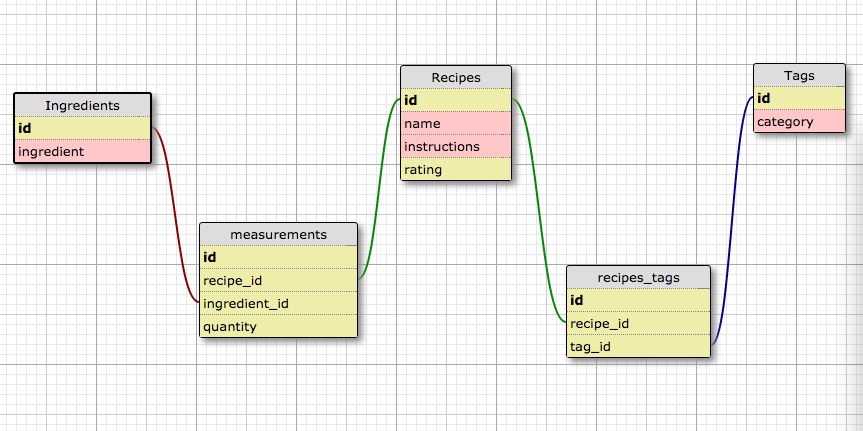 Ingredients
id
ingredient
measurements
id
recipe_id
ingredient_id
quantity
Recipes
id
name
instructions
rating
recipes_tags
id
recipe_id
tag_id
Tags
id
category